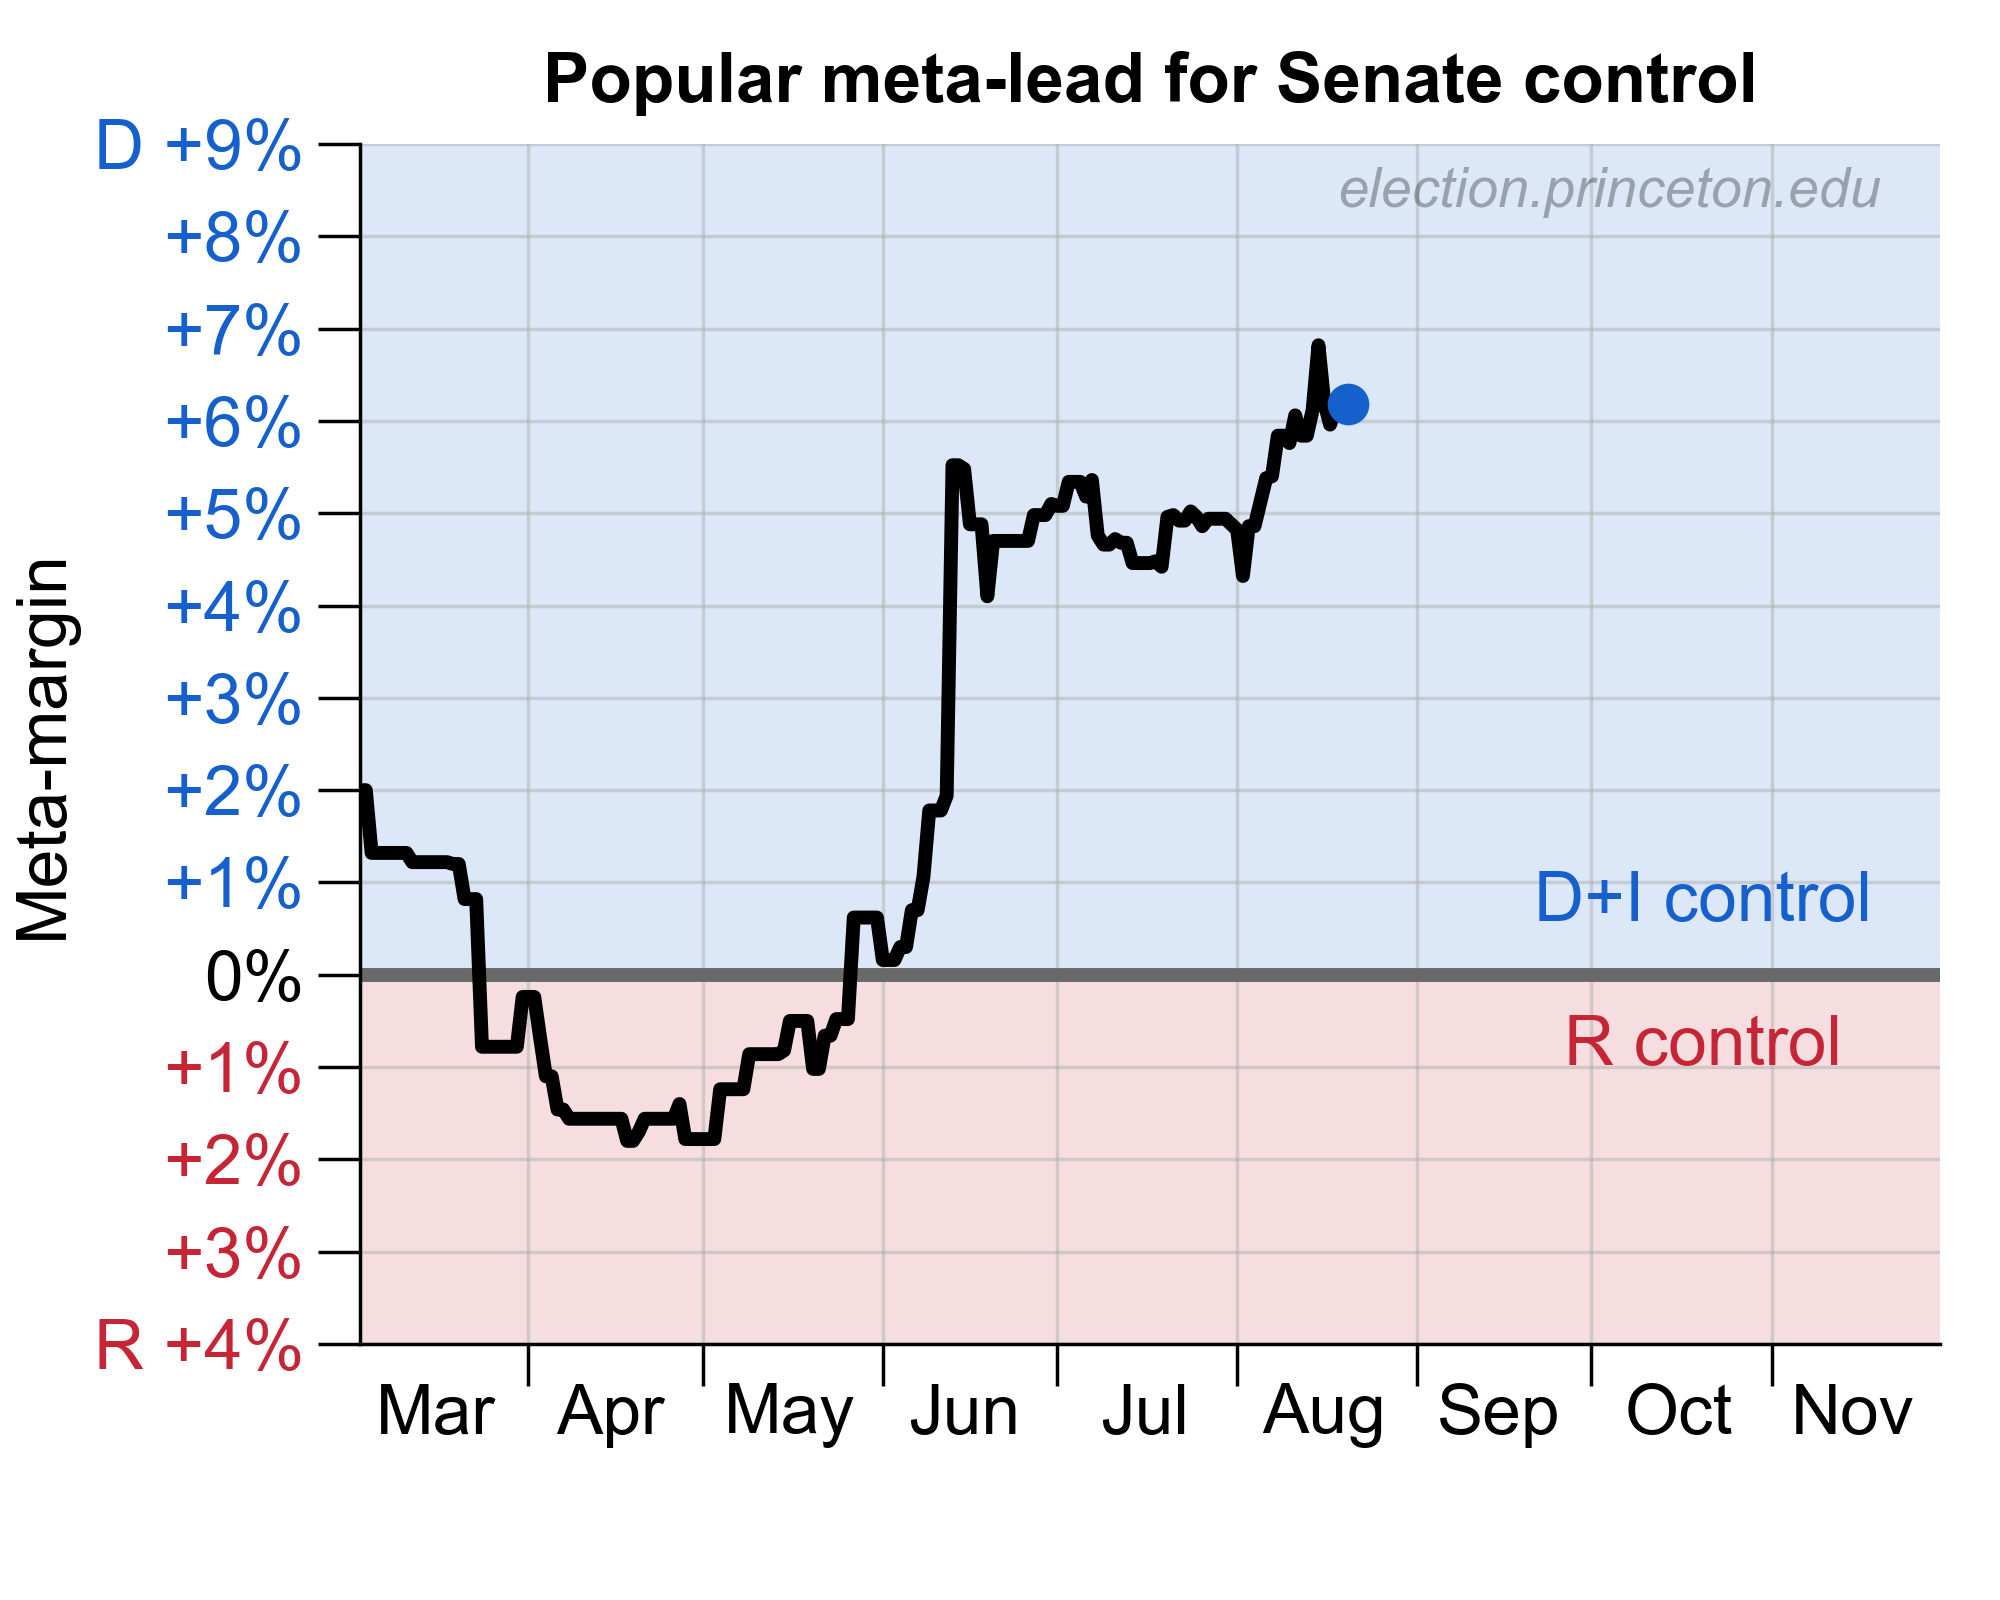 Popular meta-lead for Senate control
election.princeton.edu
Meta-margin
D +9%
+8%
+7%
+6%
+5%
+4%
+3%
+2%
+1%
0%
+1%
+2%
+3%
R +4%
D+I control
R control
Mar Apr May Jun Jul Aug Sep Oct Nov